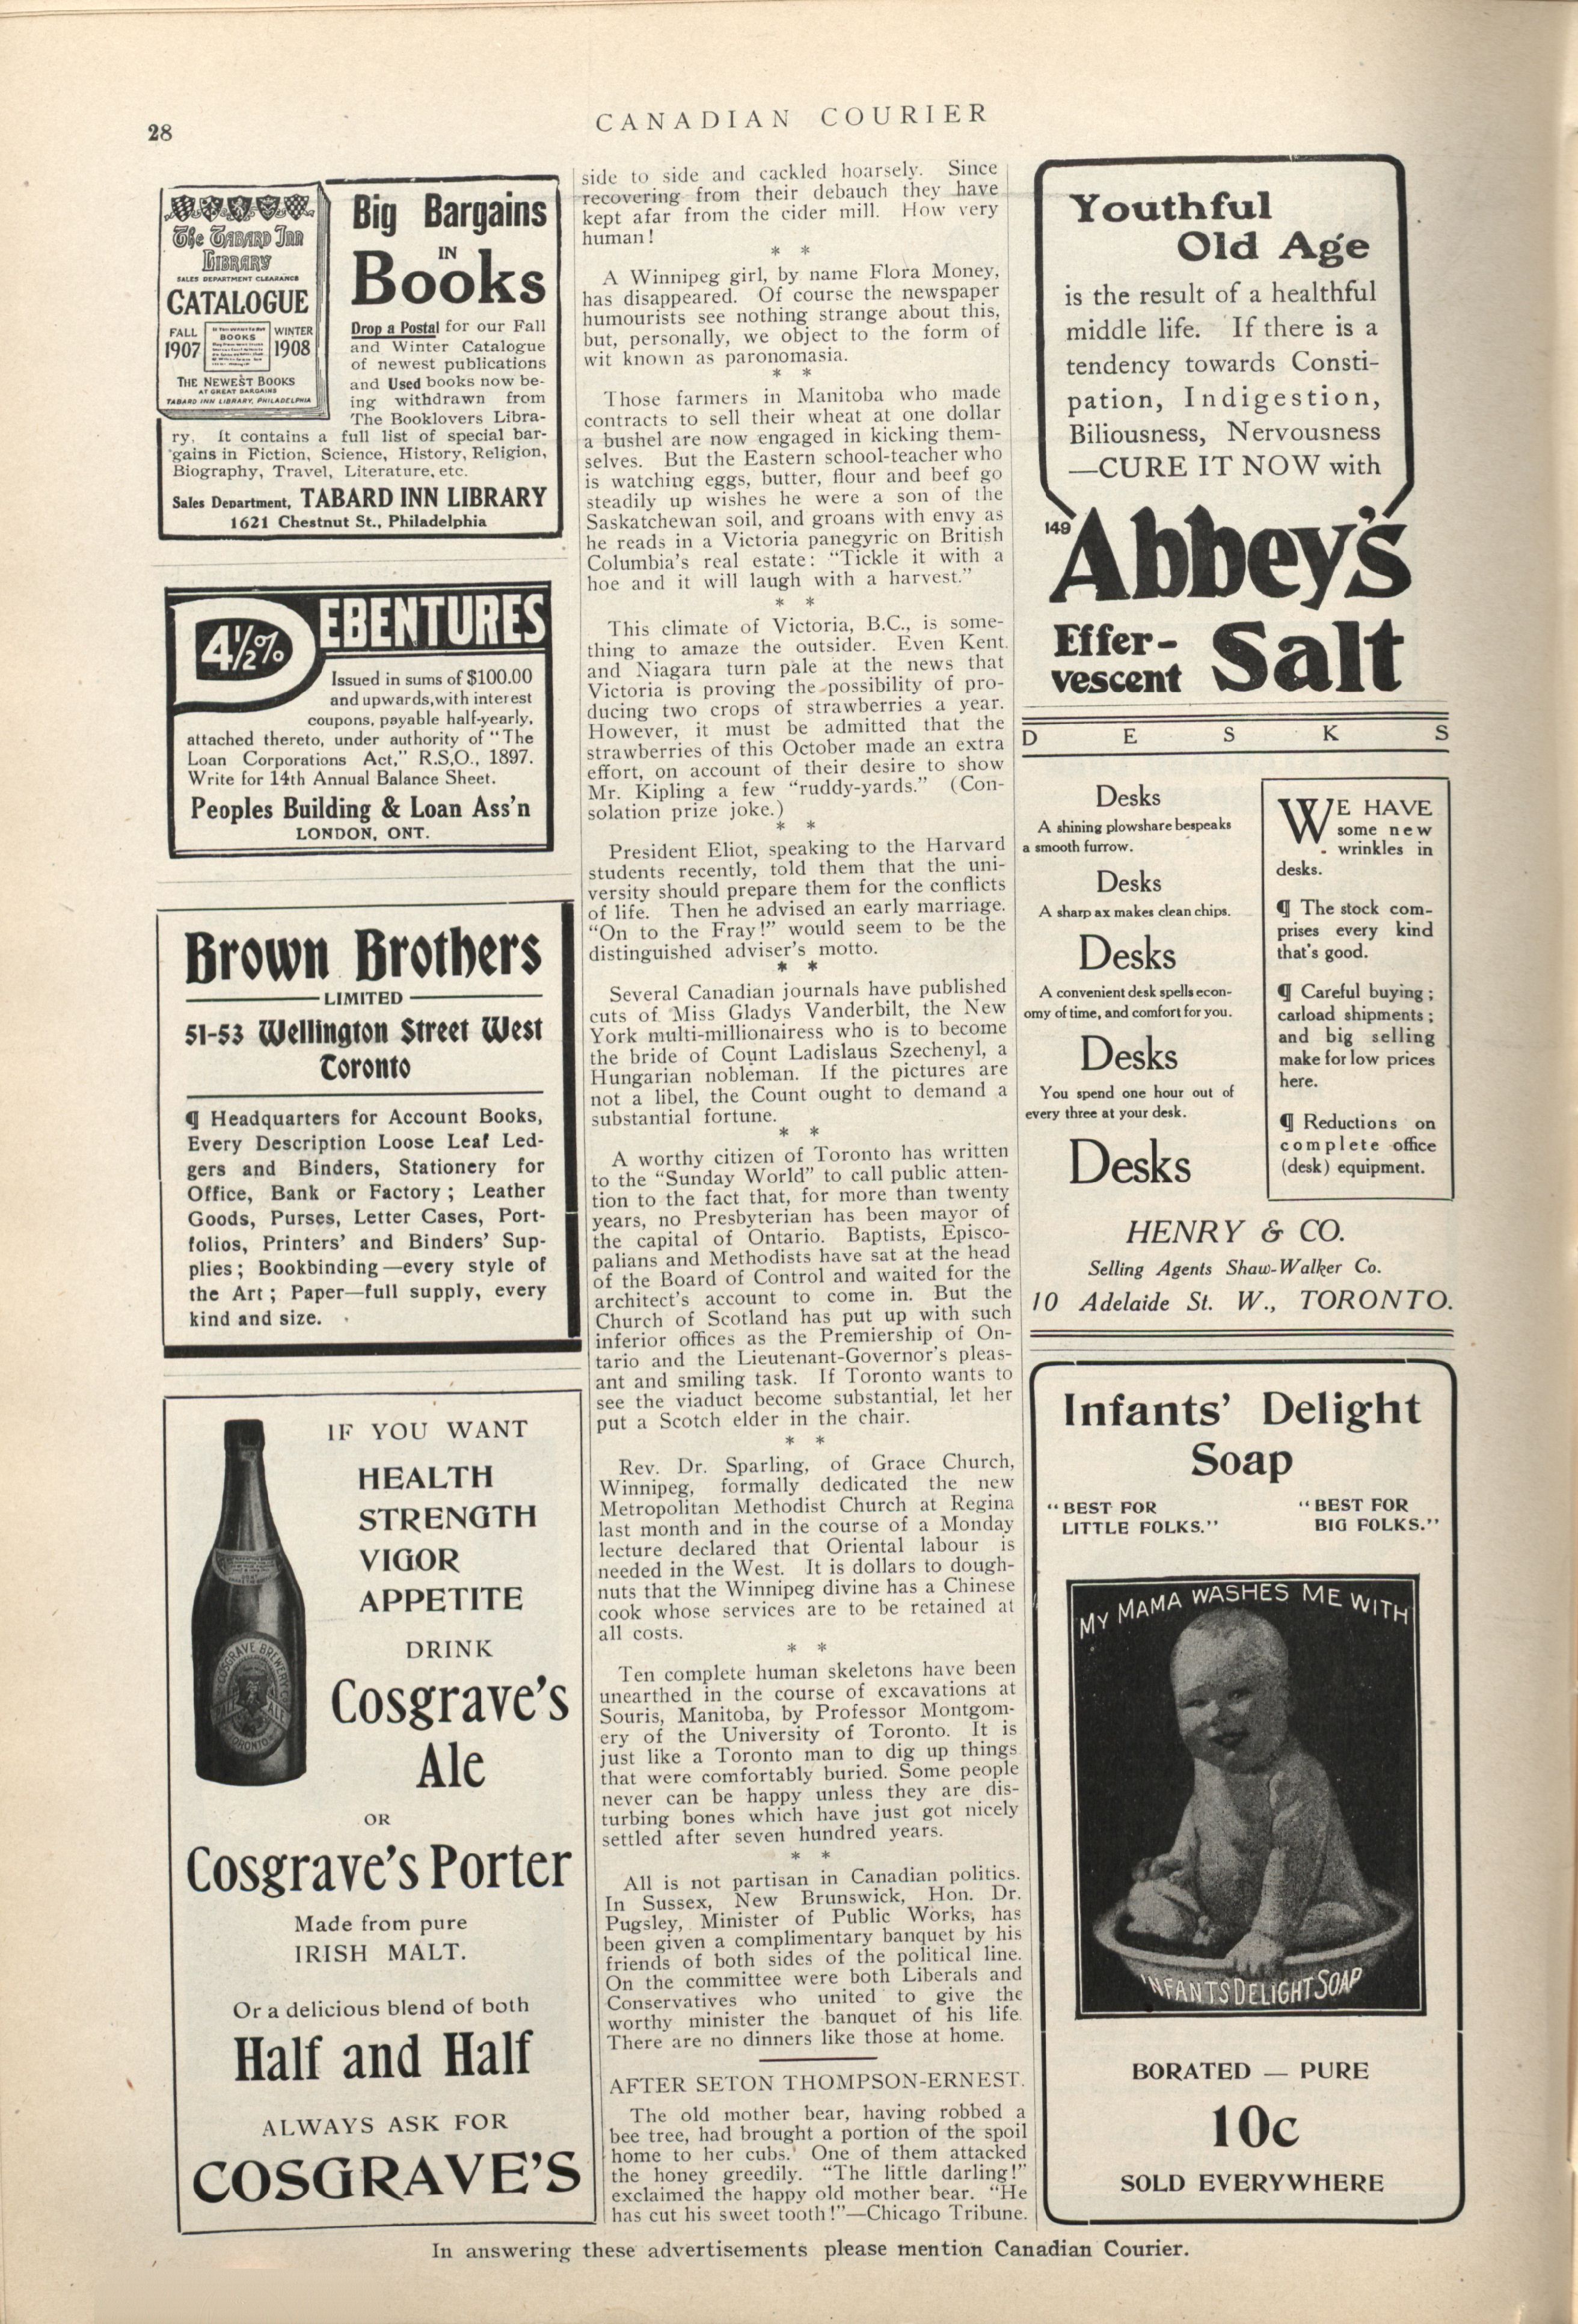 28
CANADIAN COURIER
The TABARD Inn
LIBRARY
SALES DEPARTMENT CLEARANCE
CATALOGUE
FALL
1907
BOOKS
WINTER
1908
THE NEWEST BOOKS
AT GREAT BARGAINS
TABARD INN LIBRARY, PHILADELPHIA
Big Bargains
IN
Books
Drop a Postal for our Fall
and Winter Catalogue
of newest publications
and Used books now be-
ing withdrawn from
The Booklovers Libra-
ry. It contains a full list of special bar-
gains in Fiction, Science, History, Religion,
Biography, Travel, Literature, etc.
Sales Department, TABARD INN LIBRARY
1621 Chestnut St., Philadelphia
4½% DEBENTURES
Issued in sums of $100.00
and upwards, with interest
coupons, payable half-yearly,
attached thereto, under authority of "The
Loan Corporations Act," R.S.O., 1897.
Write for 14th Annual Balance Sheet.
Peoples Building & Loan Ass'n
LONDON, ONT.
Brown Brothers
LIMITED
51-53 Wellington Street West
Toronto
¶ Headquarters for Account Books,
Every Description Loose Leaf Led-
gers and Binders, Stationery for
Office, Bank or Factory; Leather
Goods, Purses, Letter Cases, Port-
folios, Printers' and Binders' Sup-
plies; Bookbinding—every style of
the Art; Paper—full supply, every
kind and size.
IF YOU WANT
HEALTH
STRENGTH
VIGOR
APPETITE
DRINK
Cosgrave's
Ale
OR
Cosgrave's Porter
Made from pure
IRISH MALT.
Or a delicious blend of both
Half and Half
ALWAYS ASK FOR
COSGRAVE'S
COSGRAVE BREWERY
ALE
TORONTO
side to side and cackled hoarsely. Since
recovering from their debauch they have
kept afar from the cider mill. How very
human!
* *
A Winnipeg girl, by name Flora Money,
has disappeared. Of course the newspaper
humourists see nothing strange about this,
but, personally, we object to the form of
wit known as paronomasia.
* *
Those farmers in Manitoba who made
contracts to sell their wheat at one dollar
a bushel are now engaged in kicking them-
selves. But the Eastern school-teacher who
is watching eggs, butter, flour and beef go
steadily up wishes he were a son of the
Saskatchewan soil, and groans with envy as
he reads in a Victoria panegyric on British
Columbia's real estate: "Tickle it with a
hoe and it will laugh with a harvest."
* *
This climate of Victoria, B.C., is some-
thing to amaze the outsider. Even Kent
and Niagara turn pale at the news that
Victoria is proving the possibility of pro-
ducing two crops of strawberries a year.
However, it must be admitted that the
strawberries of this October made an extra
effort, on account of their desire to show
Mr. Kipling a few "ruddy-yards." (Con-
solation prize joke.)
* *
President Eliot, speaking to the Harvard
students recently, told them that the uni-
versity should prepare them for the conflicts
of life. Then he advised an early marriage.
"On to the Fray!" would seem to be the
distinguished adviser's motto.
* *
Several Canadian journals have published
cuts of Miss Gladys Vanderbilt, the New
York multi-millionairess who is to become
the bride of Count Ladislaus Szechenyl, a
Hungarian nobleman. If the pictures are
not a libel, the Count ought to demand a
substantial fortune.
* *
A worthy citizen of Toronto has written
to the "Sunday World" to call public atten-
tion to the fact that, for more than twenty
years, no Presbyterian has been mayor of
the capital of Ontario. Baptists, Episco-
palians and Methodists have sat at the head
of the Board of Control and waited for the
architect's account to come in. But the
Church of Scotland has put up with such
inferior offices as the Premiership of On-
tario and the Lieutenant-Governor's pleas-
ant and smiling task. If Toronto wants to
see the viaduct become substantial, let her
put a Scotch elder in the chair.
* *
Rev. Dr. Sparling, of Grace Church,
Winnipeg, formally dedicated the new
Metropolitan Methodist Church at Regina
last month and in the course of a Monday
lecture declared that Oriental labour is
needed in the West. It is dollars to dough-
nuts that the Winnipeg divine has a Chinese
cook whose services are to be retained at
all costs.
* *
Ten complete human skeletons have been
unearthed in the course of excavations at
Souris, Manitoba, by Professor Montgom-
ery of the University of Toronto. It is
just like a Toronto man to dig up things
that were comfortably buried. Some people
never can be happy unless they are dis-
turbing bones which have just got nicely
settled after seven hundred years.
* *
All is not partisan in Canadian politics.
In Sussex, New Brunswick, Hon. Dr.
Pugsley, Minister of Public Works, has
been given a complimentary banquet by his
friends of both sides of the political line.
On the committee were both Liberals and
Conservatives who united to give the
worthy minister the banquet of his life.
There are no dinners like those at home.
AFTER SETON THOMPSON-ERNEST.
The old mother bear, having robbed a
bee tree, had brought a portion of the spoil
home to her cubs. One of them attacked
the honey greedily. "The little darling!"
exclaimed the happy old mother bear. "He
has cut his sweet tooth!"—Chicago Tribune.
Youthful
Old Age
is the result of a healthful
middle life. If there is a
tendency towards Consti-
pation, Indigestion,
Biliousness, Nervousness
—CURE IT NOW with
149
Abbey's
Effer-
vescent Salt
D E S K S
Desks
A shining plowshare bespeaks
a smooth furrow.
Desks
A sharp ax makes clean chips.
Desks
A convenient desk spells econ-
omy of time, and comfort for you.
Desks
You spend one hour out of
every three at your desk.
Desks
WE HAVE
some new
wrinkles in
desks.
¶ The stock com-
prises every kind
that's good.
¶ Careful buying;
carload shipments;
and big selling
make for low prices
here.
¶ Reductions on
complete office
(desk) equipment.
HENRY & CO.
Selling Agents Shaw-Walker Co.
10 Adelaide St. W., TORONTO.
Infants' Delight
Soap
"BEST FOR
LITTLE FOLKS."
"BEST FOR
BIG FOLKS."
MY MAMA WASHES ME WITH
INFANTS DELIGHT SOAP
BORATED — PURE
10c
SOLD EVERYWHERE
In answering these advertisements please mention Canadian Courier.